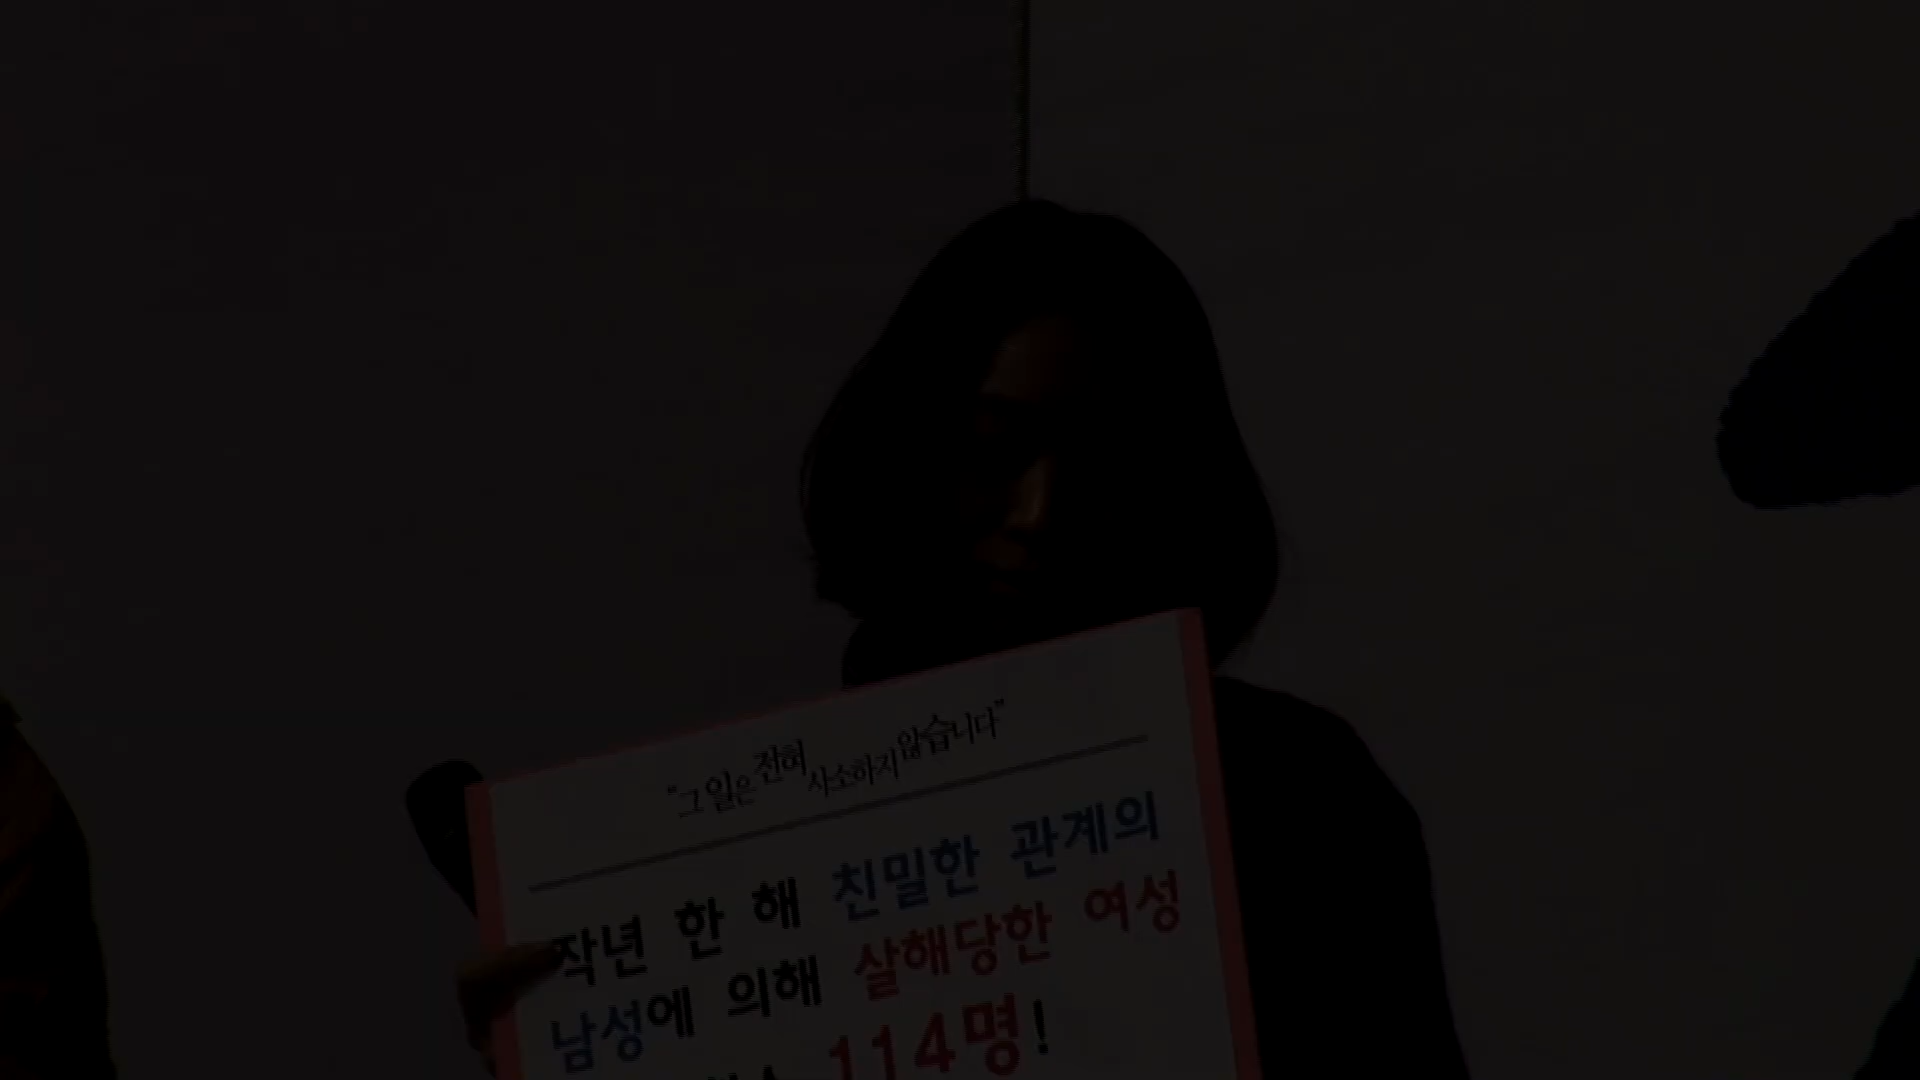 "그 일은 전혀 사소하지 않습니다"
작년 한 해 친밀한 관계의
남성에 의해 살해당한 여성
114명!